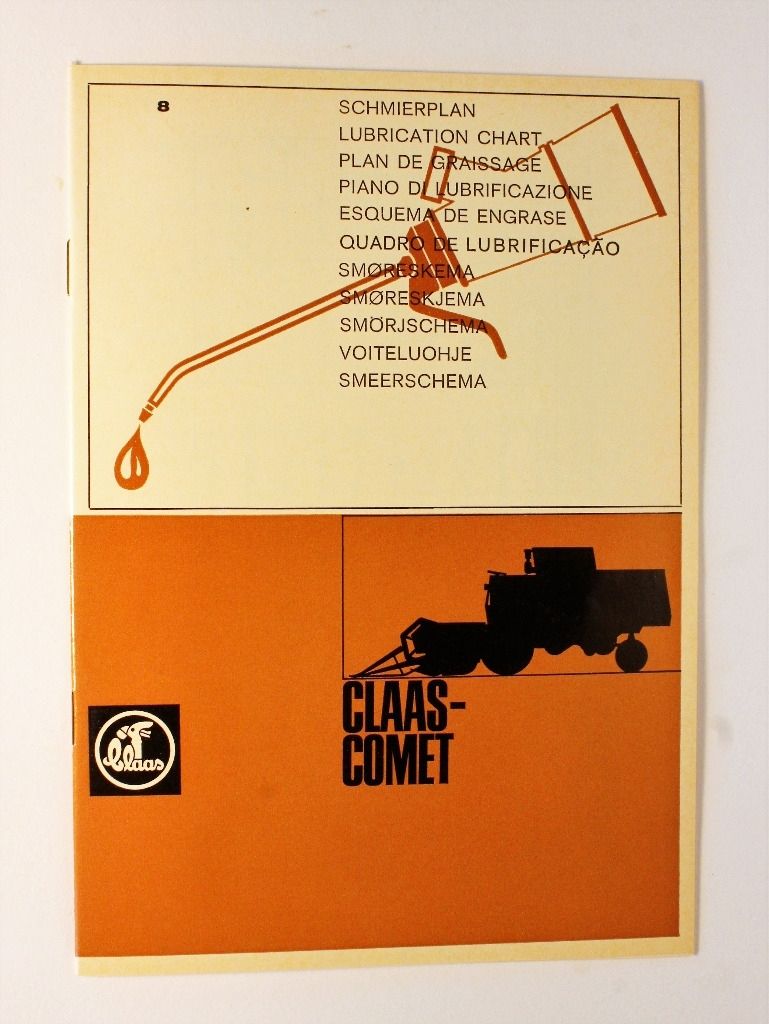 8
SCHMIERPLAN
LUBRICATION CHART
PLAN DE GRAISSAGE
PIANO DI LUBRIFICAZIONE
ESQUEMA DE ENGRASE
QUADRO DE LUBRIFICAÇÃO
SMØRESKEMA
SMØRESKJEMA
SMÖRJSCHEMA
VOITELUOHJE
SMEERSCHEMA
CLAAS-
COMET
Claas